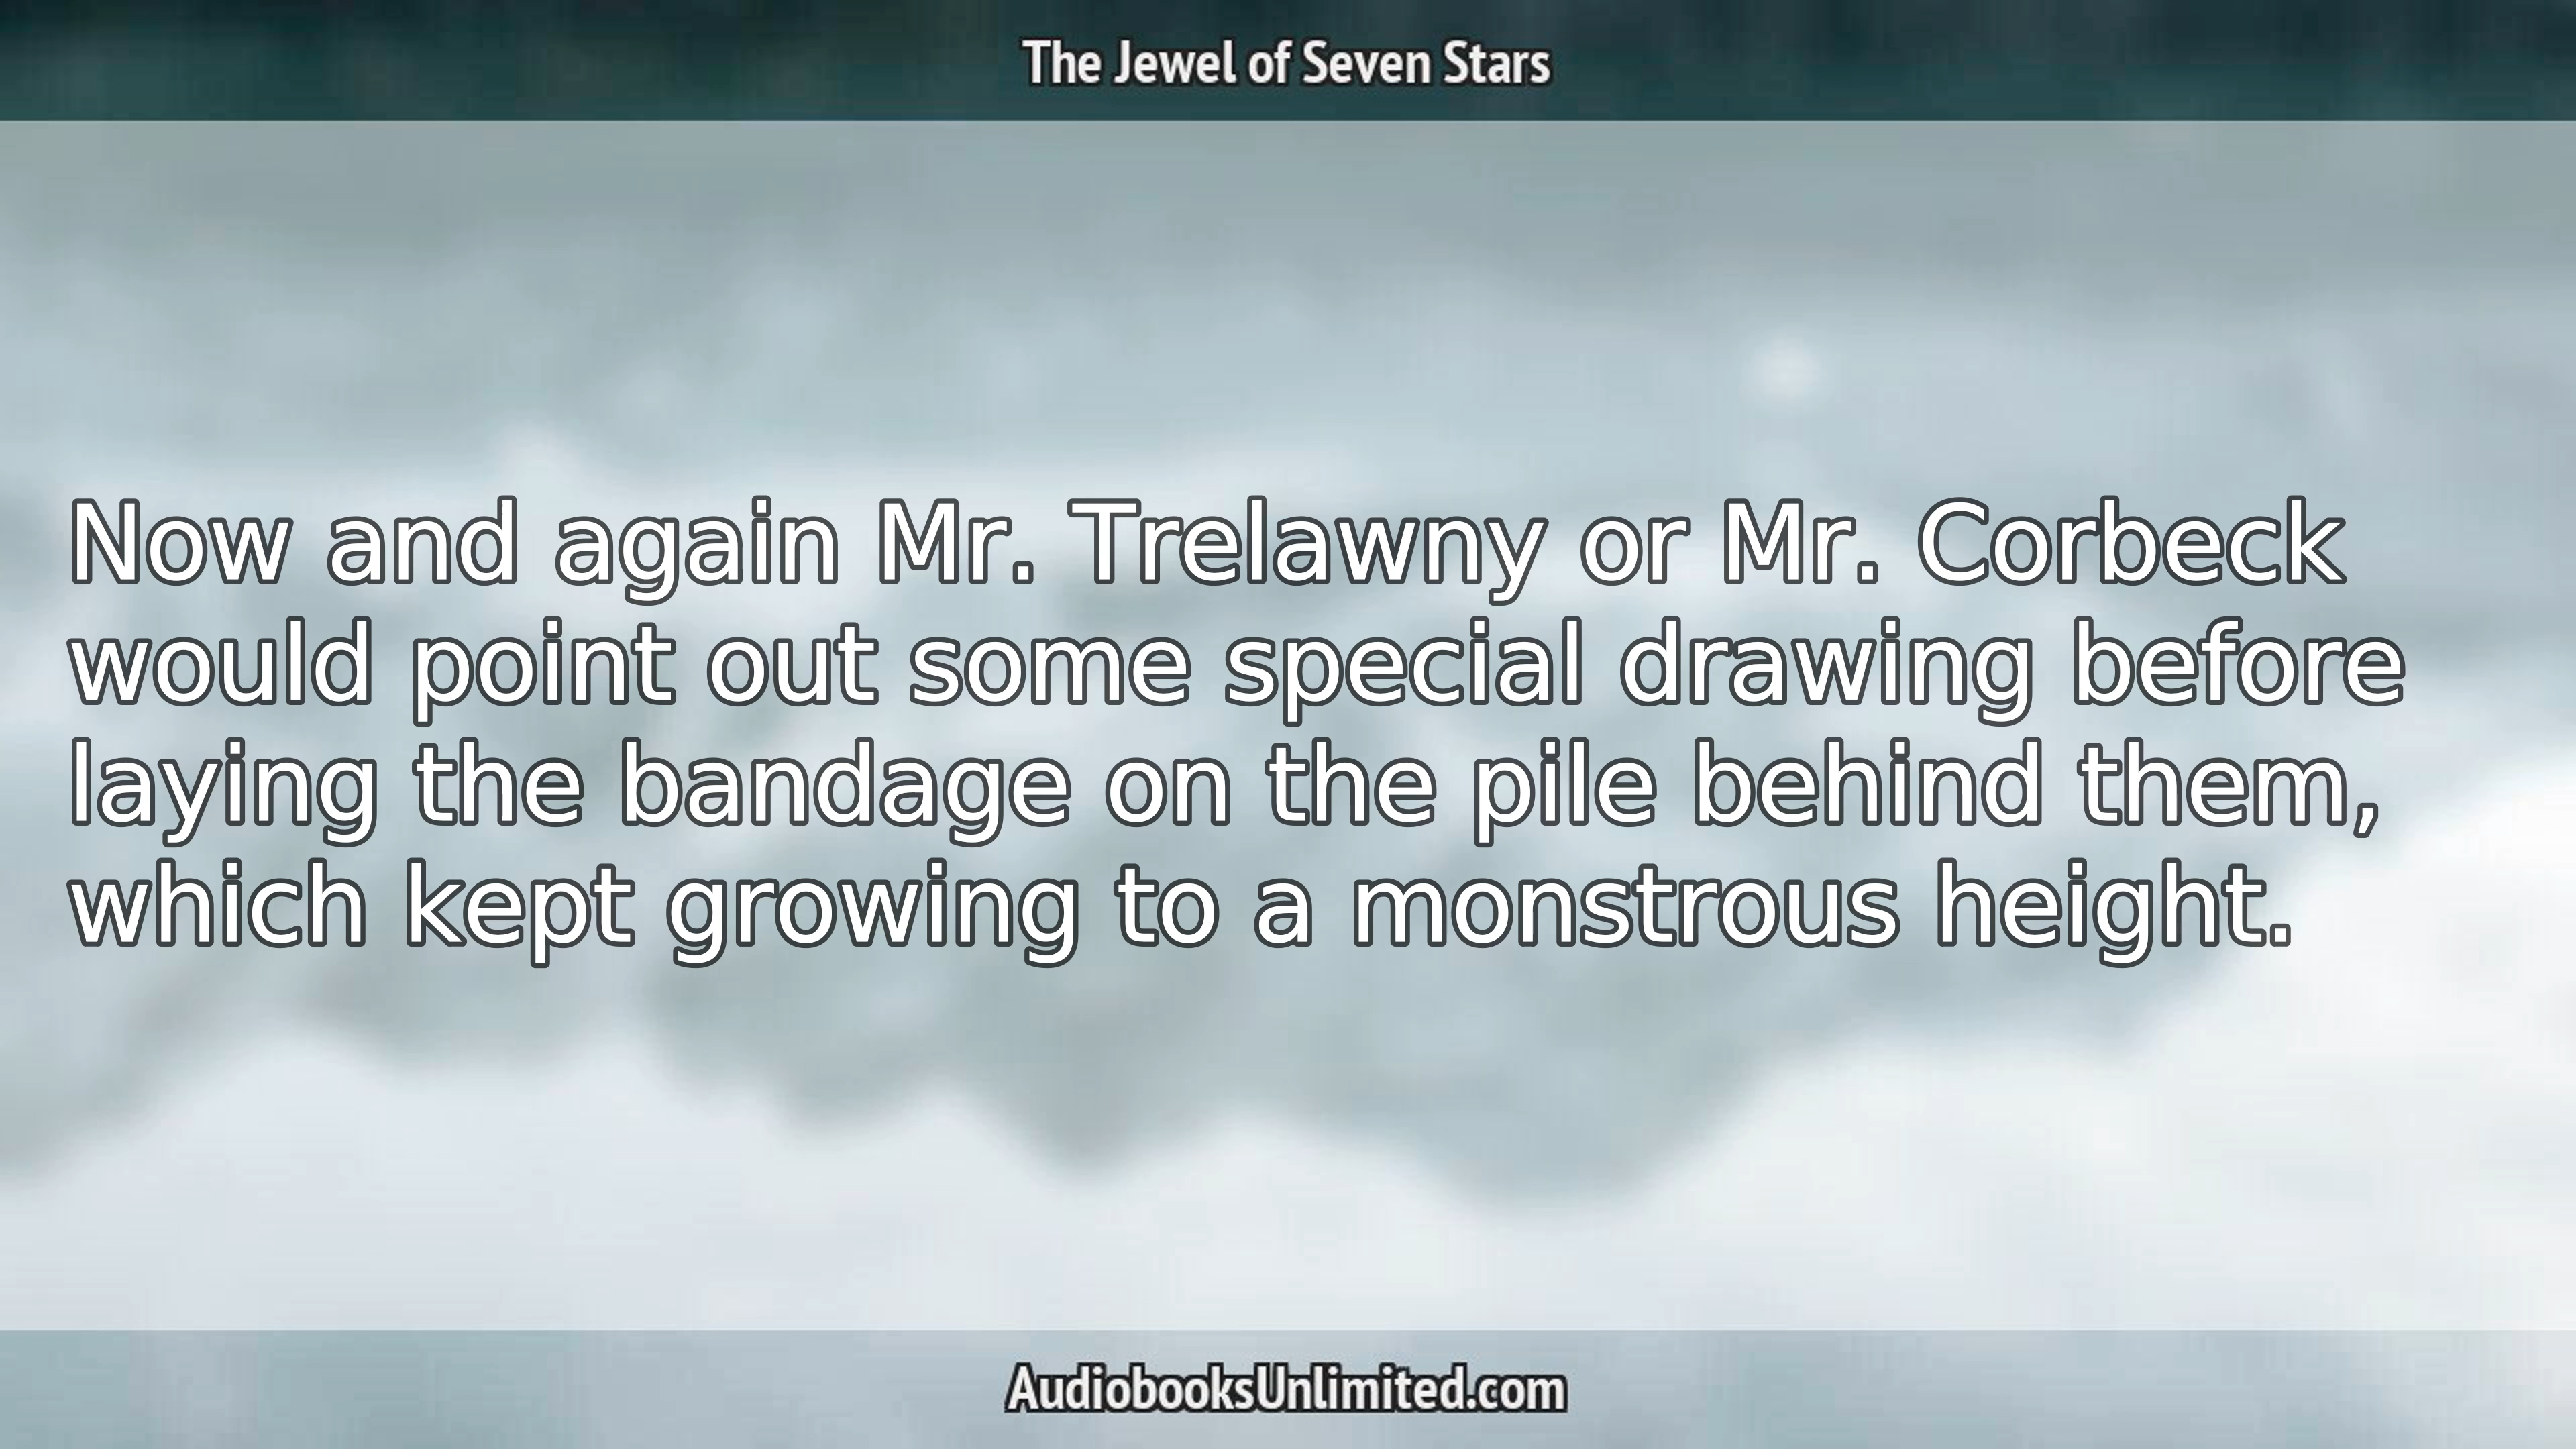 The Jewel of Seven Stars
Now and again Mr. Trelawny or Mr. Corbeck
would point out some special drawing before
laying the bandage on the pile behind them,
which kept growing to a monstrous height.
AudiobooksUnlimited.com